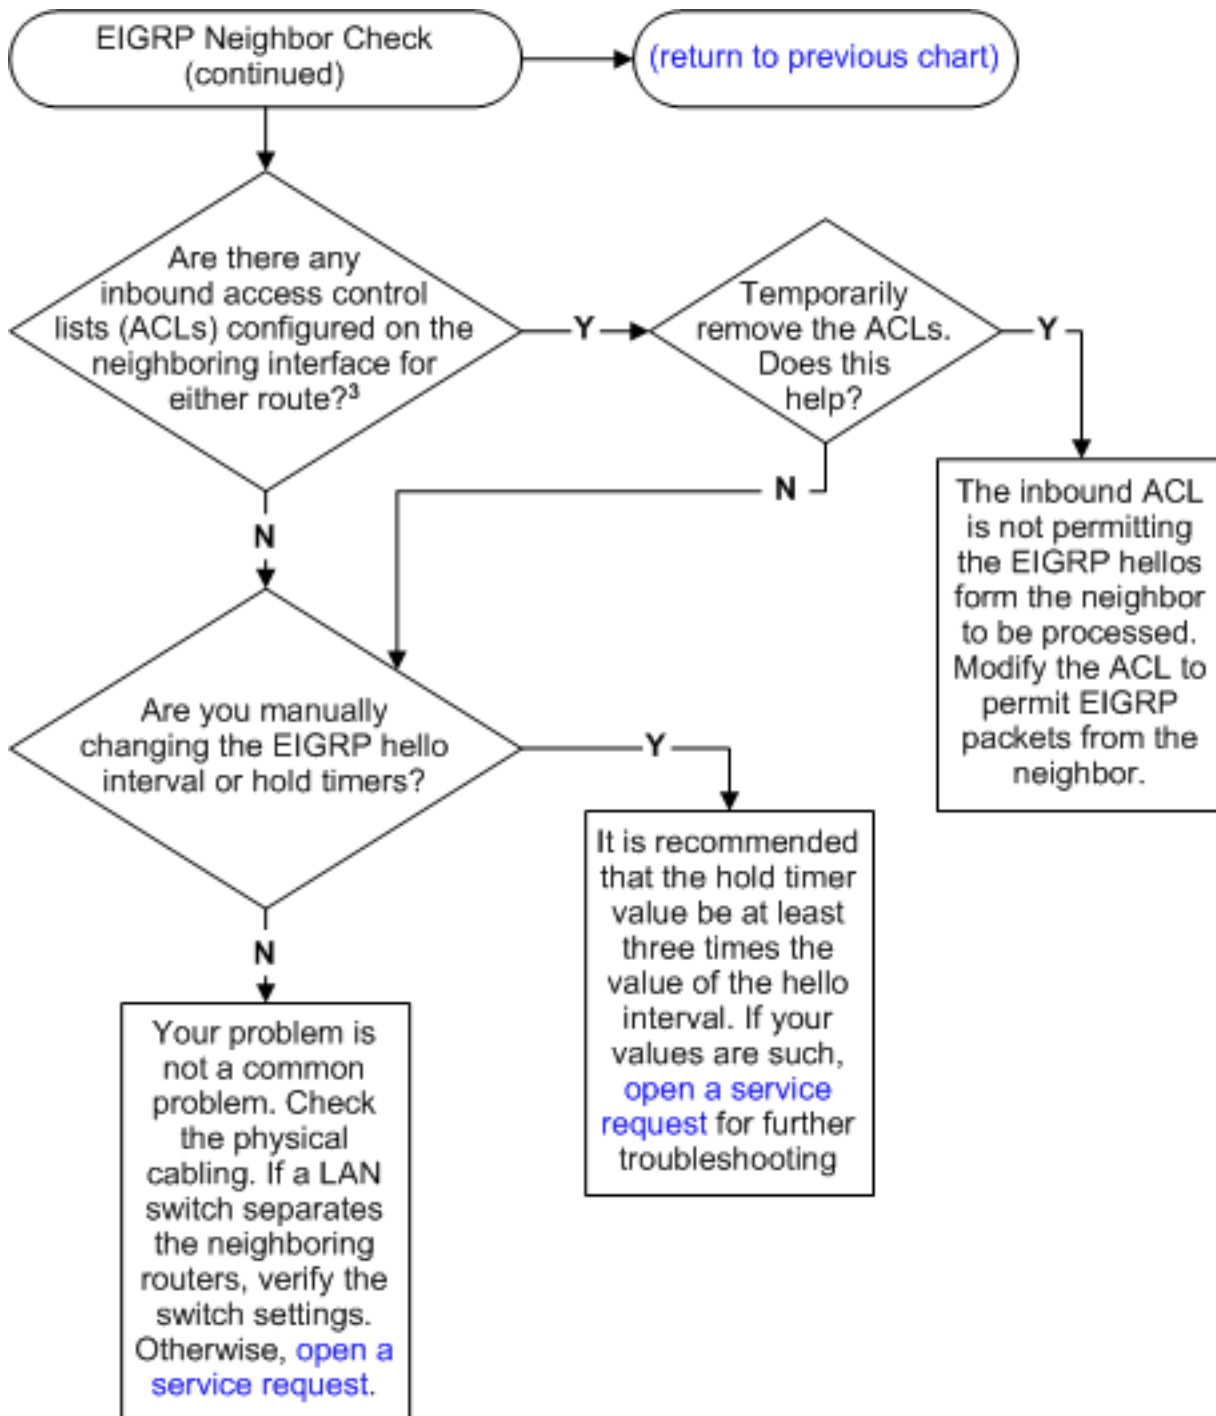 EIGRP Neighbor Check
(continued)
(return to previous chart)
Are there any
inbound access control
lists (ACLs) configured on the
neighboring interface for
either route?³
Y
Temporarily
remove the ACLs.
Does this
help?
Y
N
N
The inbound ACL
is not permitting
the EIGRP hellos
form the neighbor
to be processed.
Modify the ACL to
permit EIGRP
packets from the
neighbor.
Are you manually
changing the EIGRP hello
interval or hold timers?
Y
N
It is recommended
that the hold timer
value be at least
three times the
value of the hello
interval. If your
values are such,
open a service
request for further
troubleshooting
Your problem is
not a common
problem. Check
the physical
cabling. If a LAN
switch separates
the neighboring
routers, verify the
switch settings.
Otherwise, open a
service request.